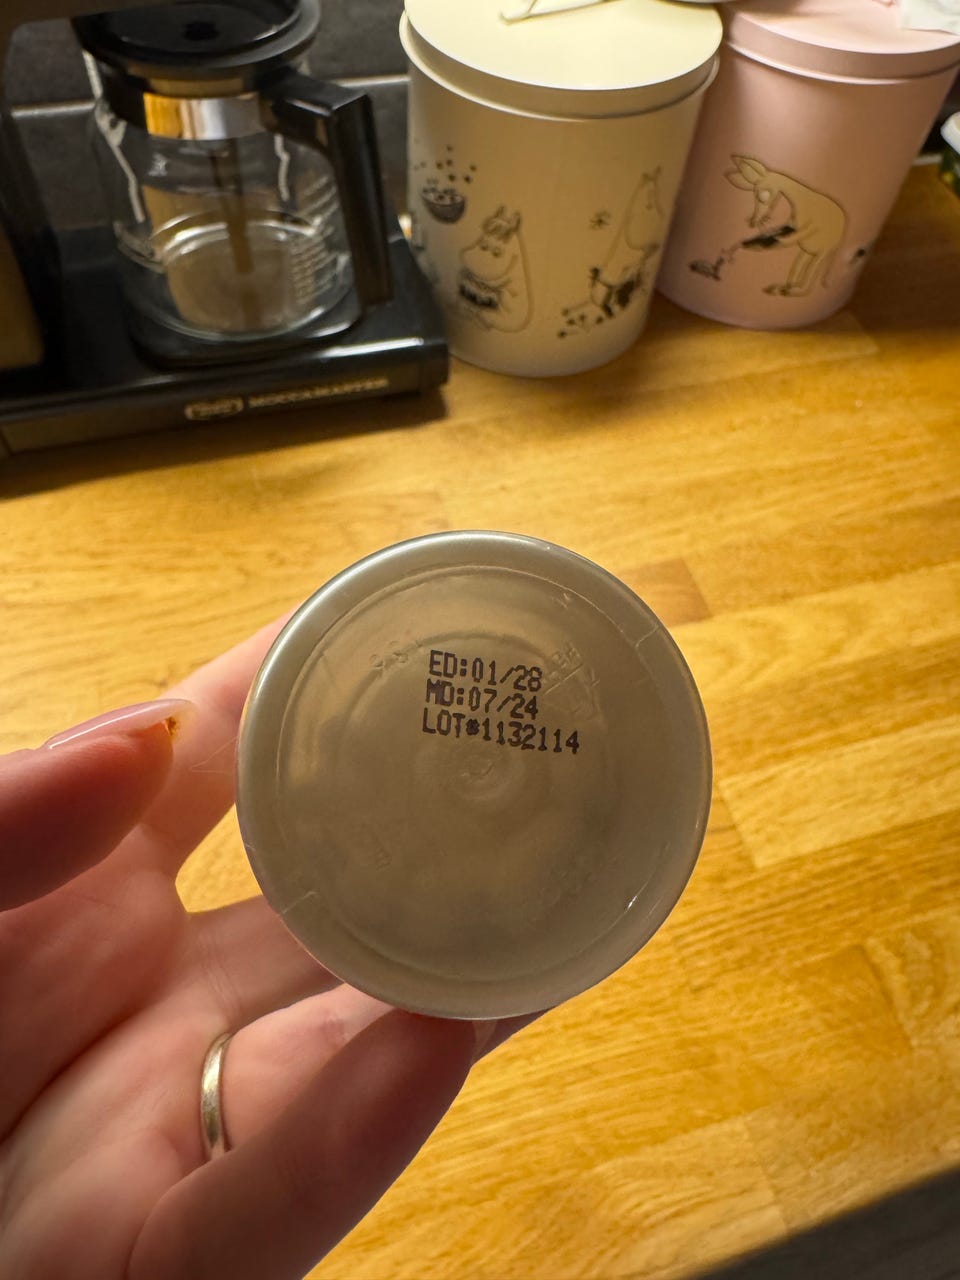 MOCCAMASTER
ED:01/28
MD:07/24
LOT#1132114